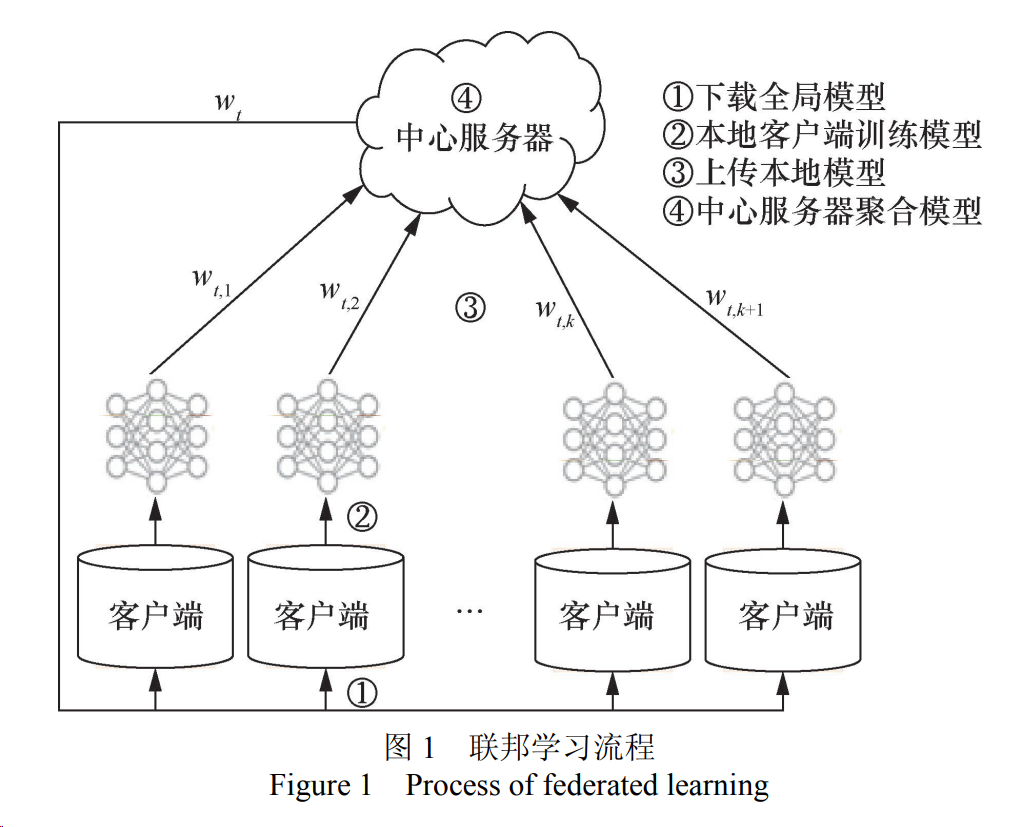 w_t
④
中心服务器
①下载全局模型
②本地客户端训练模型
③上传本地模型
④中心服务器聚合模型
w_{t,1}
w_{t,2}
③
w_{t,k}
w_{t,k+1}
②
客户端
客户端
…
客户端
客户端
①
图 1 联邦学习流程
Figure 1 Process of federated learning